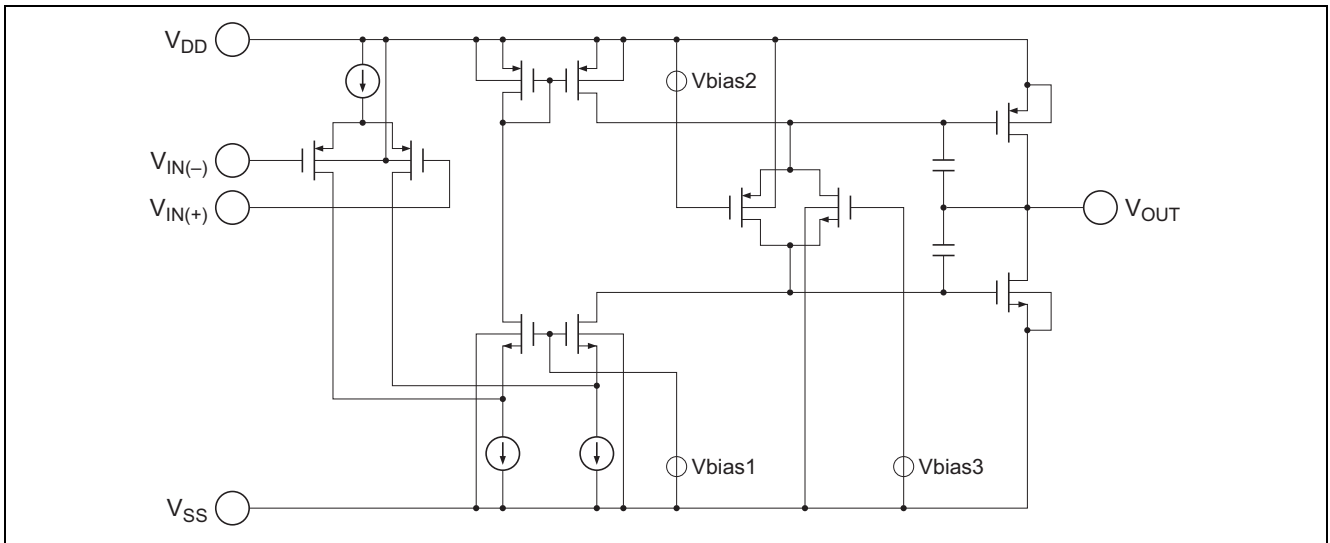 V_DD
Vbias2
V_IN(–)
V_IN(+)
V_OUT
Vbias1
Vbias3
V_SS